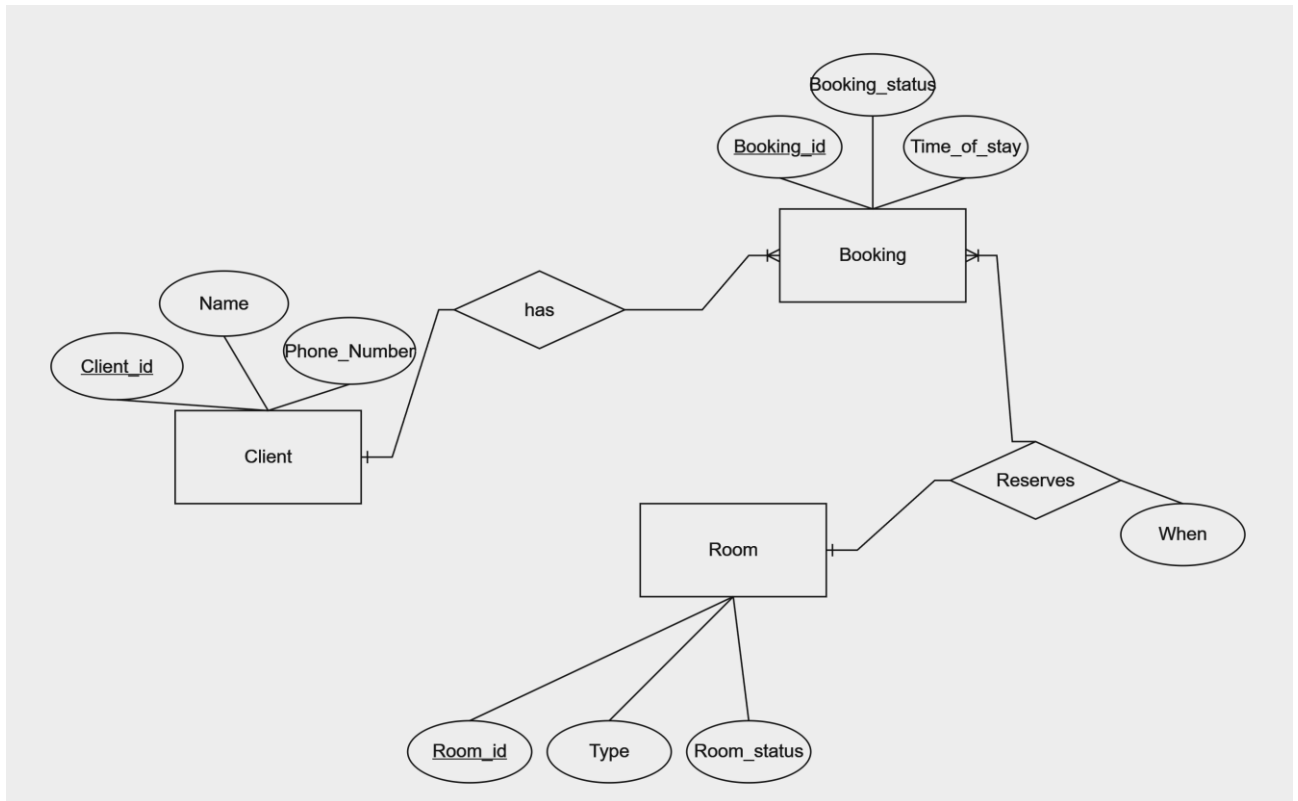 Booking_status
Booking_id
Time_of_stay
Booking
has
Name
Phone_Number
Client_id
Client
Reserves
When
Room
Room_id
Type
Room_status